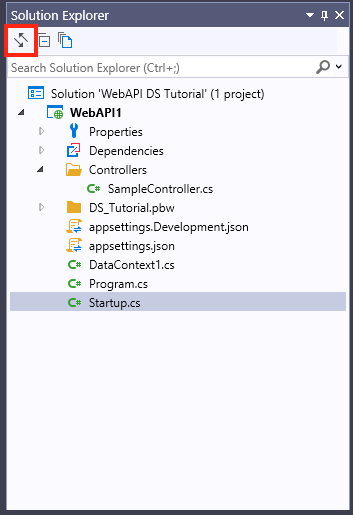 Solution Explorer
Search Solution Explorer (Ctrl+;)
Solution 'WebAPI DS Tutorial' (1 project)
WebAPI1
Properties
Dependencies
Controllers
C# SampleController.cs
DS_Tutorial.pbw
appsettings.Development.json
appsettings.json
C# DataContext1.cs
C# Program.cs
C# Startup.cs